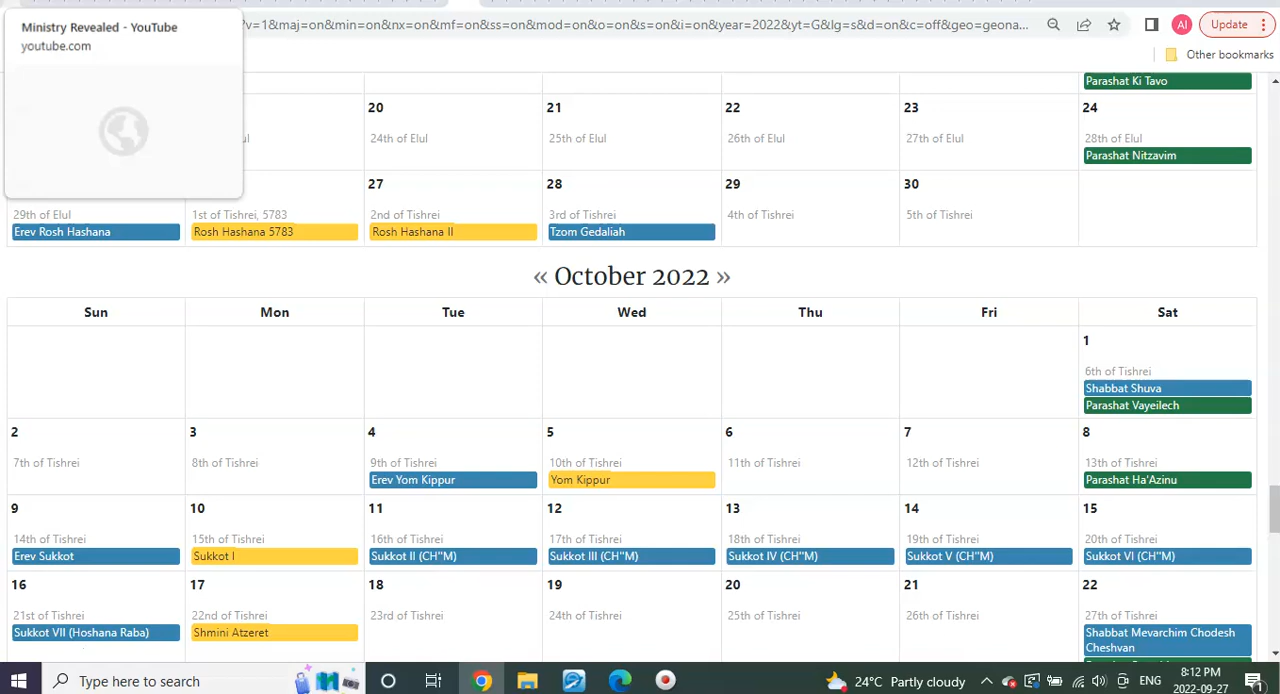 Ministry Revealed - YouTube
youtube.com
?v=1&maj=on&min=on&nx=on&mf=on&ss=on&mod=on&o=on&s=on&i=on&year=2022&yt=G&lg=s&d=on&c=off&geo=geona...
AI
Update
Other bookmarks
Parashat Ki Tavo
20 21 22 23 24
24th of Elul 25th of Elul 26th of Elul 27th of Elul 28th of Elul
Parashat Nitzavim
27 28 29 30
29th of Elul 1st of Tishrei, 5783 2nd of Tishrei 3rd of Tishrei 4th of Tishrei 5th of Tishrei
Erev Rosh Hashana Rosh Hashana 5783 Rosh Hashana II Tzom Gedaliah
« October 2022 »
Sun Mon Tue Wed Thu Fri Sat
1
6th of Tishrei
Shabbat Shuva
Parashat Vayeilech
2 3 4 5 6 7 8
7th of Tishrei 8th of Tishrei 9th of Tishrei 10th of Tishrei 11th of Tishrei 12th of Tishrei 13th of Tishrei
Erev Yom Kippur Yom Kippur Parashat Ha'Azinu
9 10 11 12 13 14 15
14th of Tishrei 15th of Tishrei 16th of Tishrei 17th of Tishrei 18th of Tishrei 19th of Tishrei 20th of Tishrei
Erev Sukkot Sukkot I Sukkot II (CH"M) Sukkot III (CH"M) Sukkot IV (CH"M) Sukkot V (CH"M) Sukkot VI (CH"M)
16 17 18 19 20 21 22
21st of Tishrei 22nd of Tishrei 23rd of Tishrei 24th of Tishrei 25th of Tishrei 26th of Tishrei 27th of Tishrei
Sukkot VII (Hoshana Raba) Shmini Atzeret Shabbat Mevarchim Chodesh
Cheshvan
Type here to search
24°C Partly cloudy
ENG
8:12 PM
2022-09-27